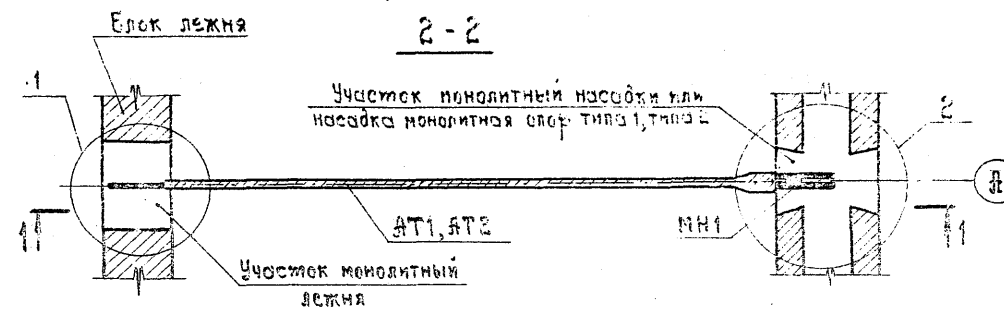 Блок лежня
2 - 2
1
Участок монолитный насадки или
насадка монолитная опор типа 1, типа 2
2
Л
1
АТ1, АТ2
МН1
1
Участок монолитный
лежня